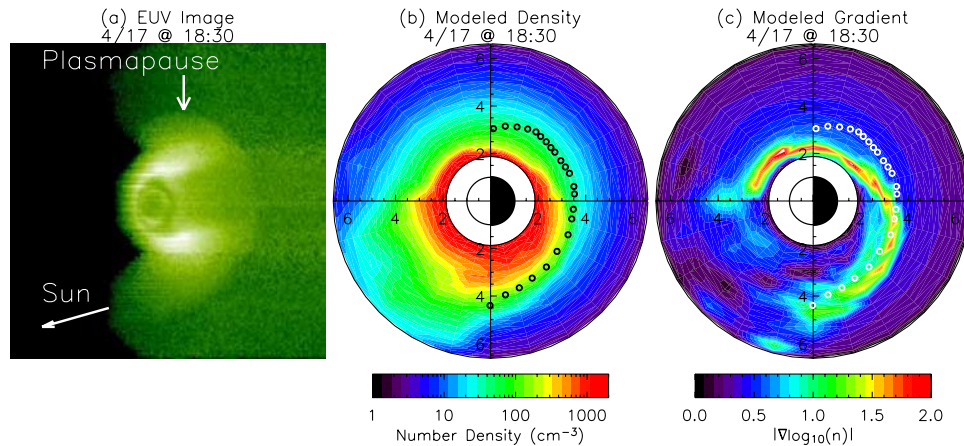 (a) EUV Image
4/17 @ 18:30
Plasmapause
Sun
(b) Modeled Density
4/17 @ 18:30
6
4
2
6 4 2 2 4 6
2
4
6
1 10 100 1000
Number Density (cm⁻³)
(c) Modeled Gradient
4/17 @ 18:30
6
4
2
6 4 2 2 4 6
2
4
6
0.0 0.5 1.0 1.5 2.0
|∇log₁₀(n)|